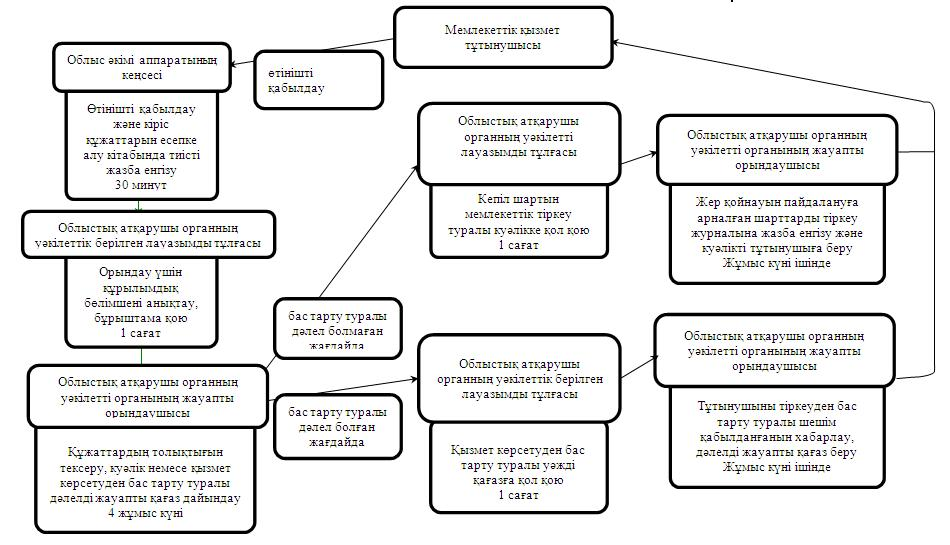 Мемлекеттік қызмет
тұтынушысы
Облыс әкімі аппаратының
кеңсесі
өтінішті
қабылдау
Өтінішті қабылдау
және кіріс
құжаттарын есепке
алу кітабында тиісті
жазба енгізу
30 минут
Облыстық атқарушы органның
уәкілеттік берілген лауазымды тұлғасы
Орындау үшін
құрылымдық
бөлімшені анықтау,
бұрыштама қою
1 сағат
Облыстық атқарушы органның
уәкілетті органының жауапты
орындаушысы
Құжаттардың толықтығын
тексеру, куәлік немесе қызмет
көрсетуден бас тарту туралы
дәлелді жауапты қағаз дайындау
4 жұмыс күні
бас тарту туралы
дәлел болмаған
жағдайда
бас тарту туралы
дәлел болған
жағдайда
Облыстық атқарушы
органның уәкілетті
лауазымды тұлғасы
Кепіл шартын
мемлекеттік тіркеу
туралы куәлікке қол қою
1 сағат
Облыстық атқарушы органның
уәкілетті органының жауапты
орындаушысы
Жер қойнауын пайдалануға
арналған шарттарды тіркеу
журналына жазба енгізу және
куәлікті тұтынушыға беру
Жұмыс күні ішінде
Облыстық атқарушы
органның уәкілеттік берілген
лауазымды тұлғасы
Қызмет көрсетуден бас
тарту туралы уәжді
қағазға қол қою
1 сағат
Облыстық атқарушы органның
уәкілетті органының жауапты
орындаушысы
Тұтынушыны тіркеуден бас
тарту туралы шешім
қабылданғанын хабарлау,
дәлелді жауапты қағаз беру
Жұмыс күні ішінде